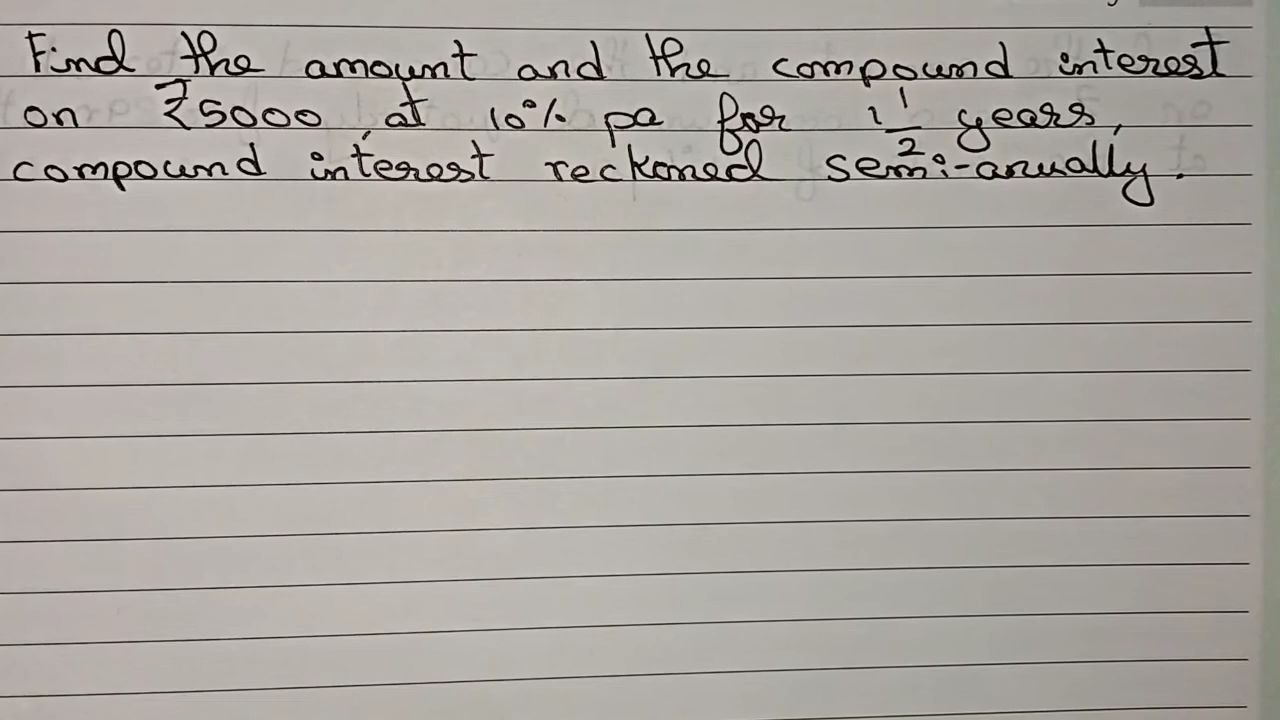 Find the amount and the compound interest
on ₹5000 at 10% pa for 1 1/2 years,
compound interest reckoned semi-anually.